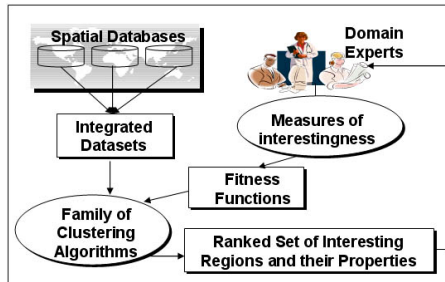 Spatial Databases
Domain
Experts
Integrated
Datasets
Measures of
interestingness
Fitness
Functions
Family of
Clustering
Algorithms
Ranked Set of Interesting
Regions and their Properties